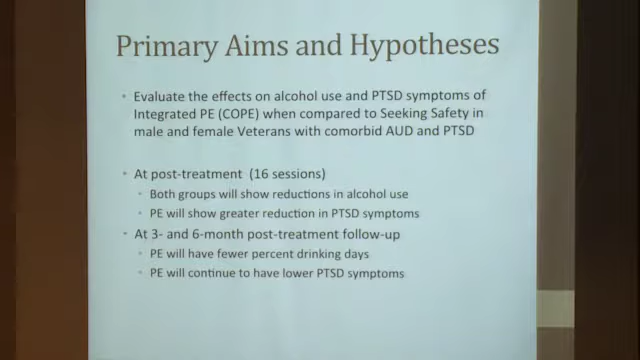 Primary Aims and Hypotheses
• Evaluate the effects on alcohol use and PTSD symptoms of
Integrated PE (COPE) when compared to Seeking Safety in
male and female Veterans with comorbid AUD and PTSD
• At post-treatment (16 sessions)
• Both groups will show reductions in alcohol use
• PE will show greater reduction in PTSD symptoms
• At 3- and 6-month post-treatment follow-up
• PE will have fewer percent drinking days
• PE will continue to have lower PTSD symptoms